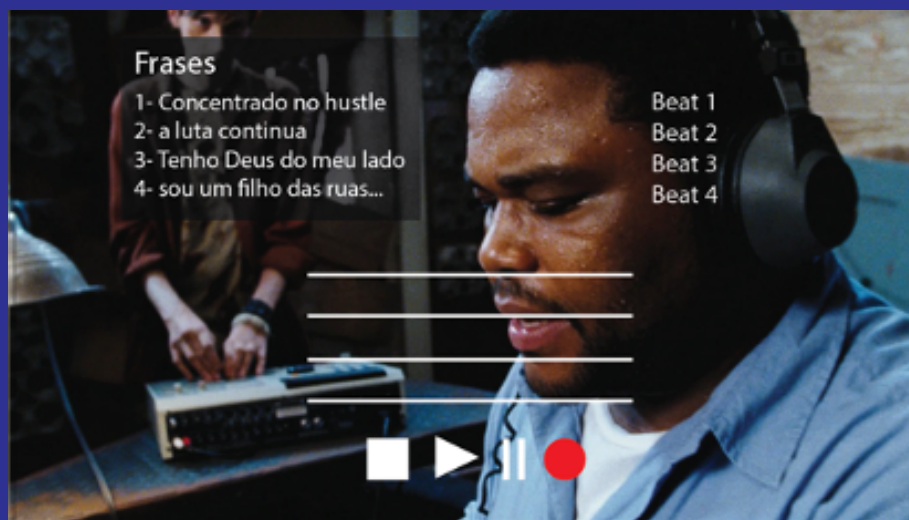 Frases
1- Concentrado no hustle
2- a luta continua
3- Tenho Deus do meu lado
4- sou um filho das ruas...
Beat 1
Beat 2
Beat 3
Beat 4